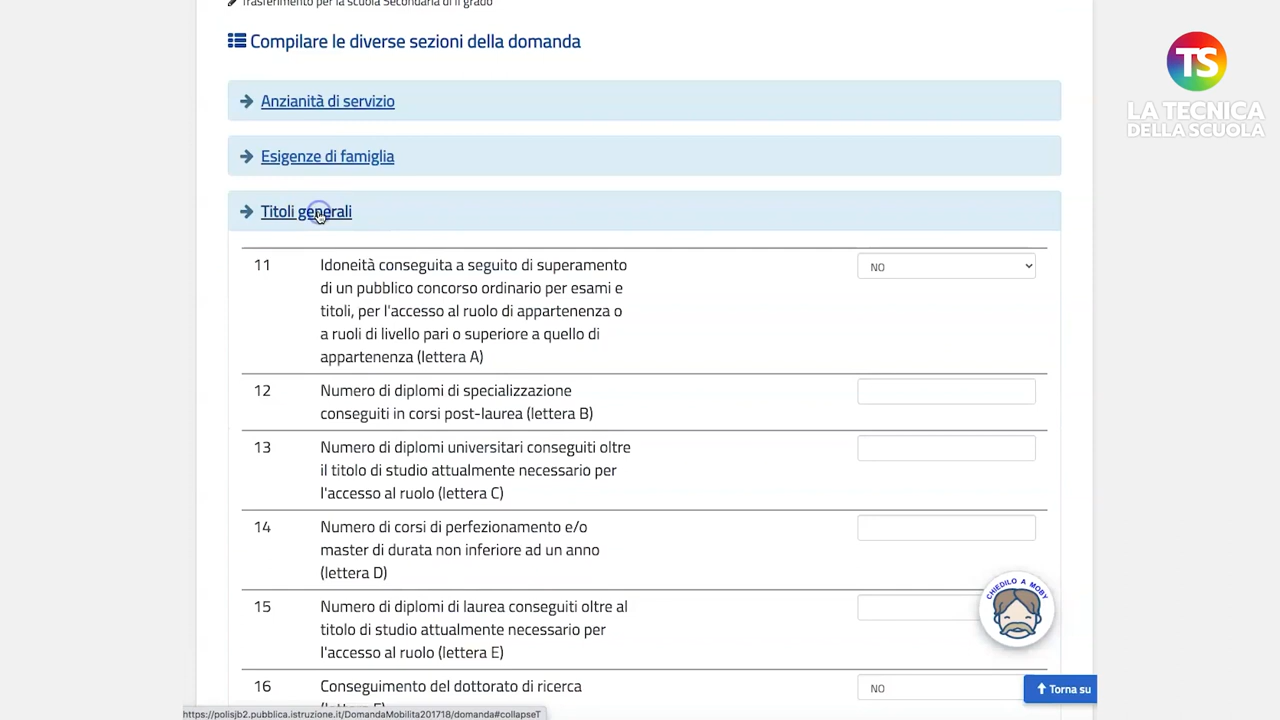 Trasferimento per la scuola Secondaria di II grado
Compilare le diverse sezioni della domanda
TS
LA TECNICA
DELLA SCUOLA
Anzianità di servizio
Esigenze di famiglia
Titoli generali
11 Idoneità conseguita a seguito di superamento NO
di un pubblico concorso ordinario per esami e
titoli, per l'accesso al ruolo di appartenenza o
a ruoli di livello pari o superiore a quello di
appartenenza (lettera A)
12 Numero di diplomi di specializzazione
conseguiti in corsi post-laurea (lettera B)
13 Numero di diplomi universitari conseguiti oltre
il titolo di studio attualmente necessario per
l'accesso al ruolo (lettera C)
14 Numero di corsi di perfezionamento e/o
master di durata non inferiore ad un anno
(lettera D)
CHIEDILO A MOBY
15 Numero di diplomi di laurea conseguiti oltre al
titolo di studio attualmente necessario per
l'accesso al ruolo (lettera E)
16 Conseguimento del dottorato di ricerca NO
Torna su
(lettera F)
https://polisjb2.pubblica.istruzione.it/DomandaMobilita201718/domanda#collapseT